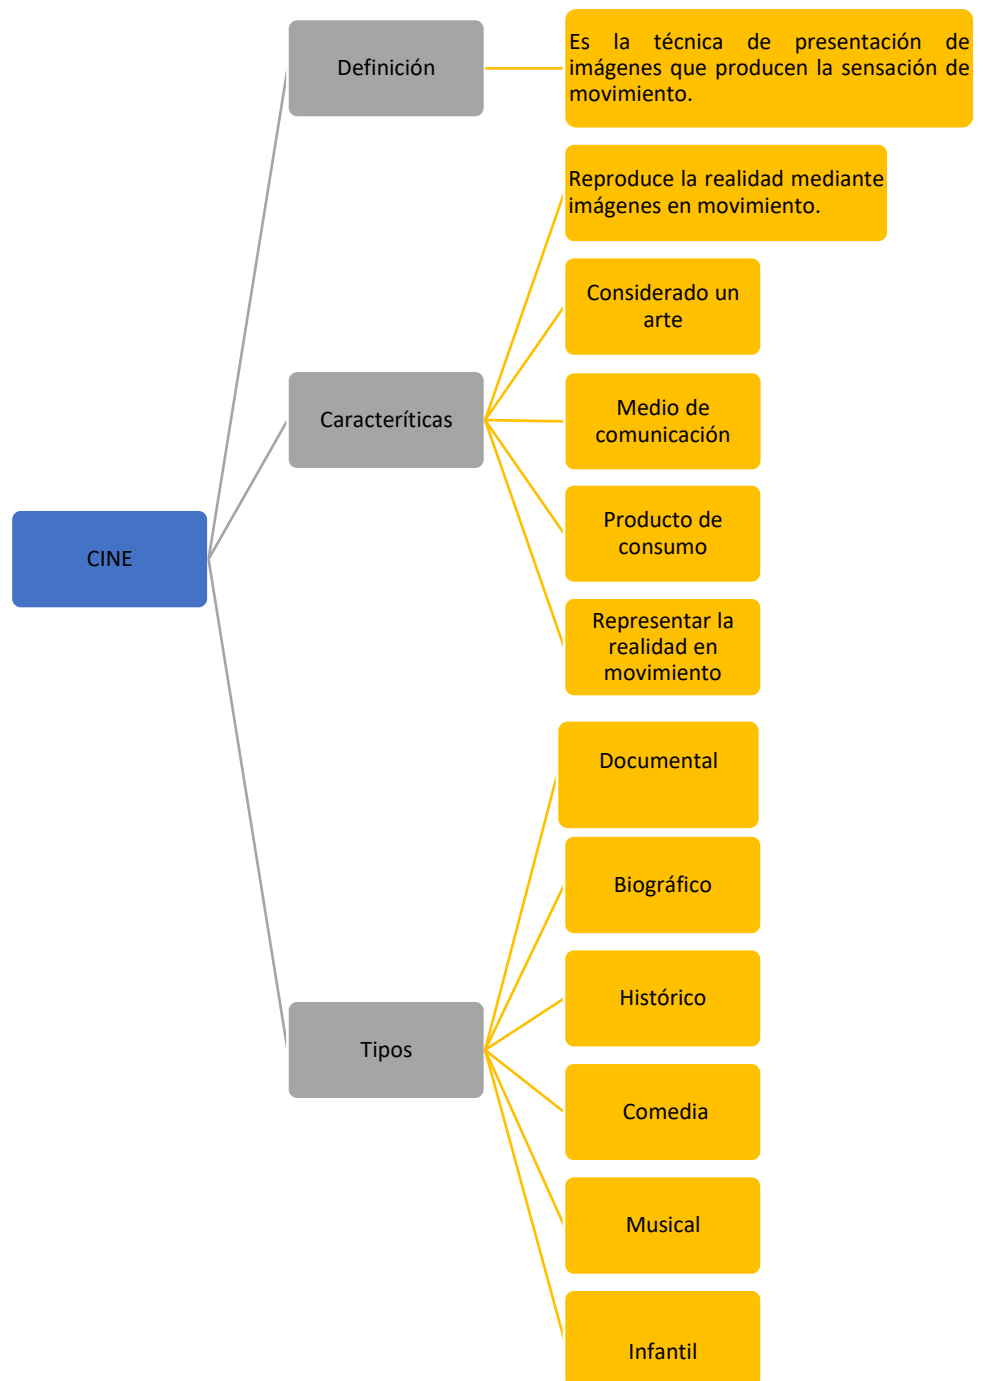 Definición
Es la técnica de presentación de
imágenes que producen la sensación de
movimiento.
Reproduce la realidad mediante
imágenes en movimiento.
Considerado un
arte
Caracteríticas
Medio de
comunicación
Producto de
consumo
CINE
Representar la
realidad en
movimiento
Documental
Biográfico
Histórico
Tipos
Comedia
Musical
Infantil